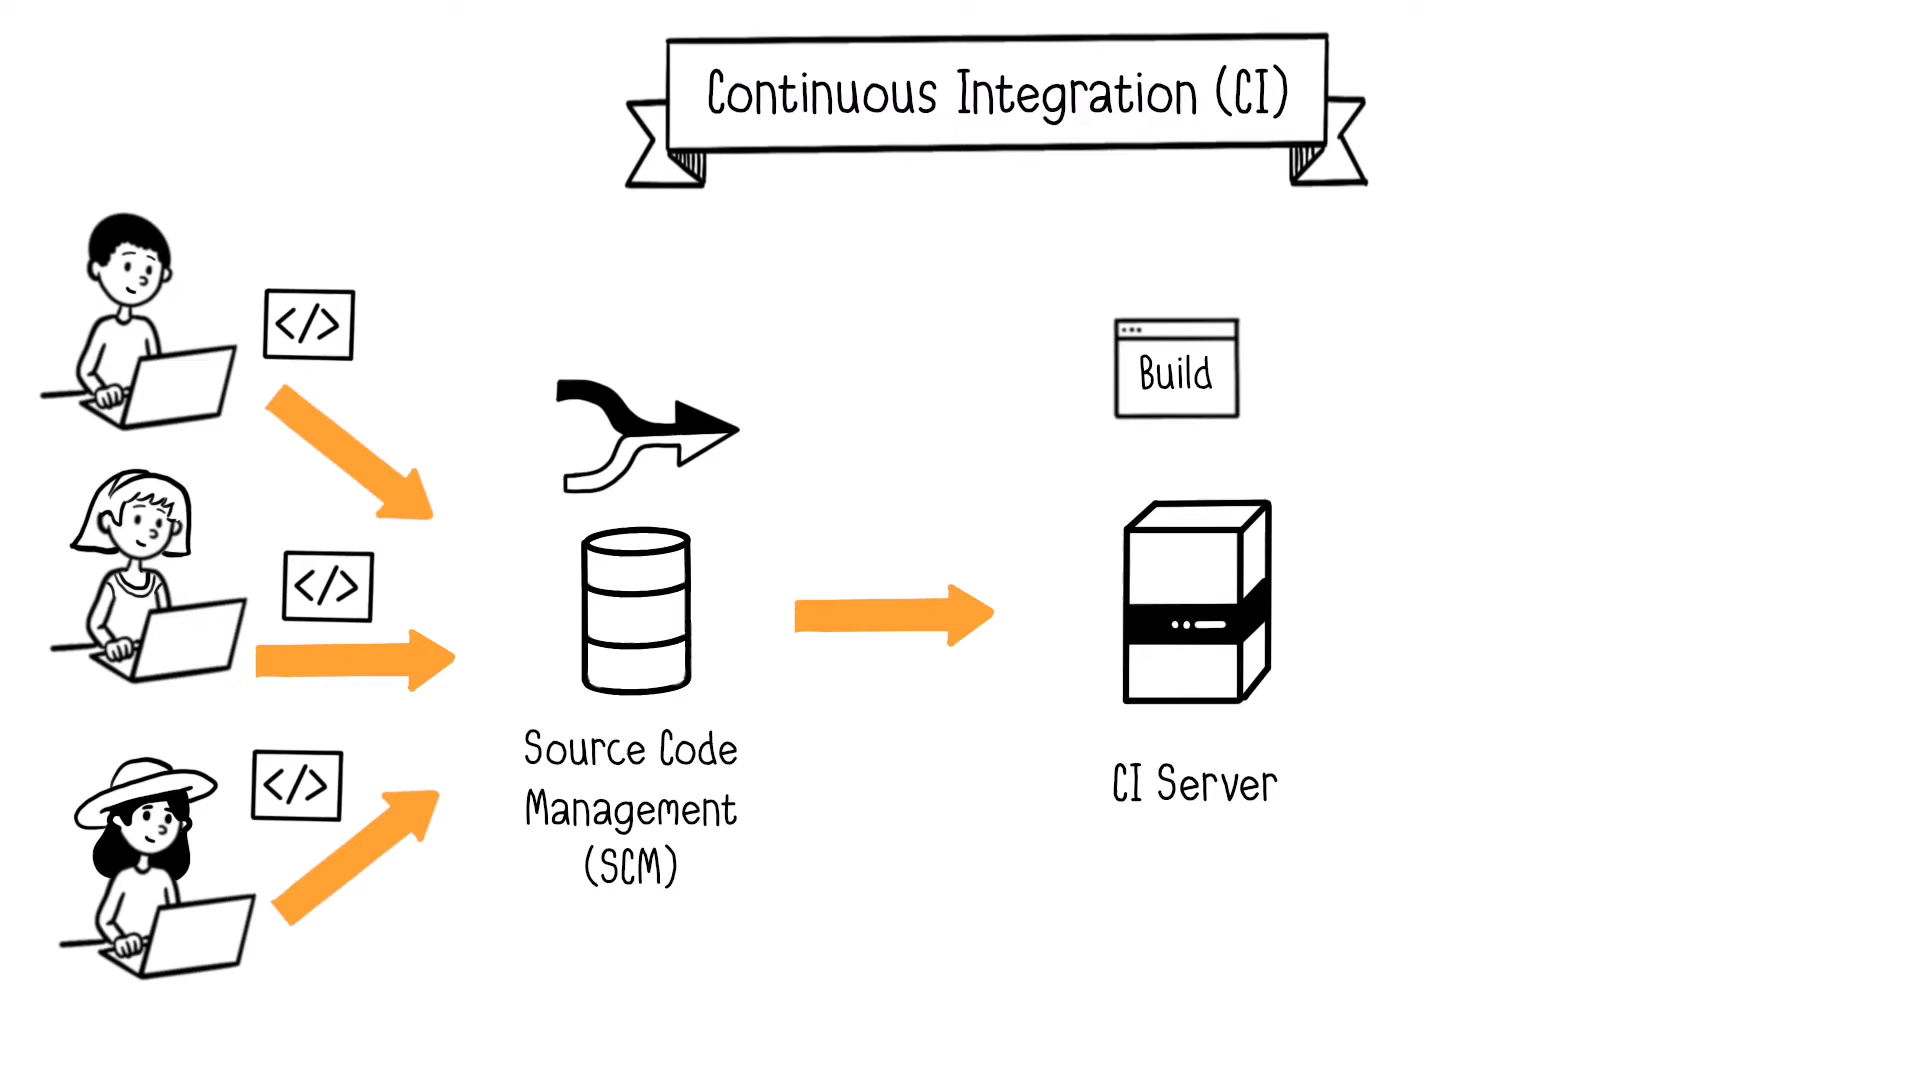 Continuous Integration (CI)
</>
Build
</>
</>
Source Code
Management
(SCM)
CI Server